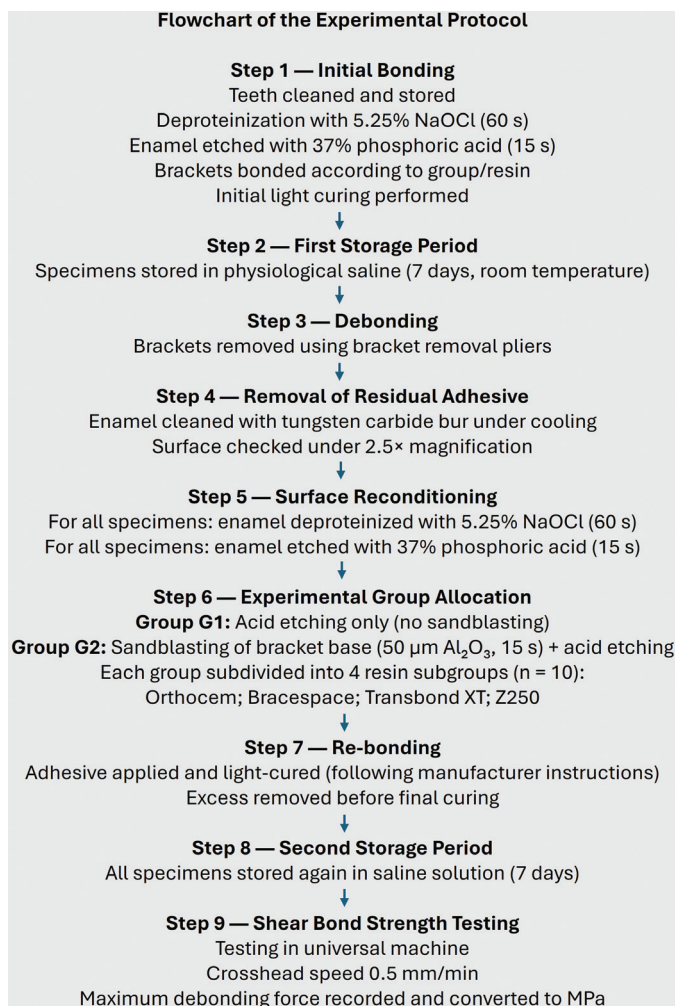 Flowchart of the Experimental Protocol
Step 1 — Initial Bonding
Teeth cleaned and stored
Deproteinization with 5.25% NaOCl (60 s)
Enamel etched with 37% phosphoric acid (15 s)
Brackets bonded according to group/resin
Initial light curing performed
Step 2 — First Storage Period
Specimens stored in physiological saline (7 days, room temperature)
Step 3 — Debonding
Brackets removed using bracket removal pliers
Step 4 — Removal of Residual Adhesive
Enamel cleaned with tungsten carbide bur under cooling
Surface checked under 2.5× magnification
Step 5 — Surface Reconditioning
For all specimens: enamel deproteinized with 5.25% NaOCl (60 s)
For all specimens: enamel etched with 37% phosphoric acid (15 s)
Step 6 — Experimental Group Allocation
Group G1: Acid etching only (no sandblasting)
Group G2: Sandblasting of bracket base (50 µm Al₂O₃, 15 s) + acid etching
Each group subdivided into 4 resin subgroups (n = 10):
Orthocem; Bracespace; Transbond XT; Z250
Step 7 — Re-bonding
Adhesive applied and light-cured (following manufacturer instructions)
Excess removed before final curing
Step 8 — Second Storage Period
All specimens stored again in saline solution (7 days)
Step 9 — Shear Bond Strength Testing
Testing in universal machine
Crosshead speed 0.5 mm/min
Maximum debonding force recorded and converted to MPa